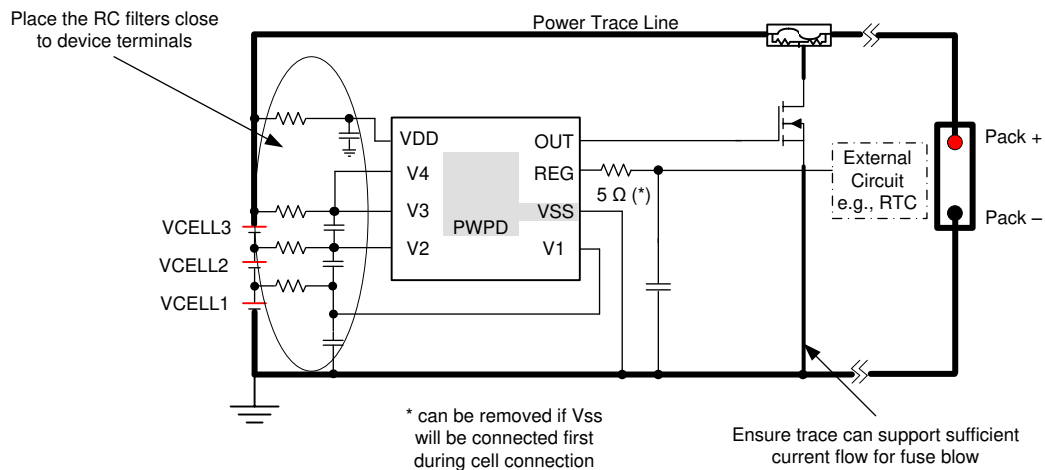 Place the RC filters close
to device terminals
Power Trace Line
VDD
OUT
Pack +
V4
REG
External
Circuit
e.g., RTC
5 Ω (*)
V3
VSS
Pack –
VCELL3
PWPD
V2
V1
VCELL2
VCELL1
* can be removed if Vss
will be connected first
during cell connection
Ensure trace can support sufficient
current flow for fuse blow